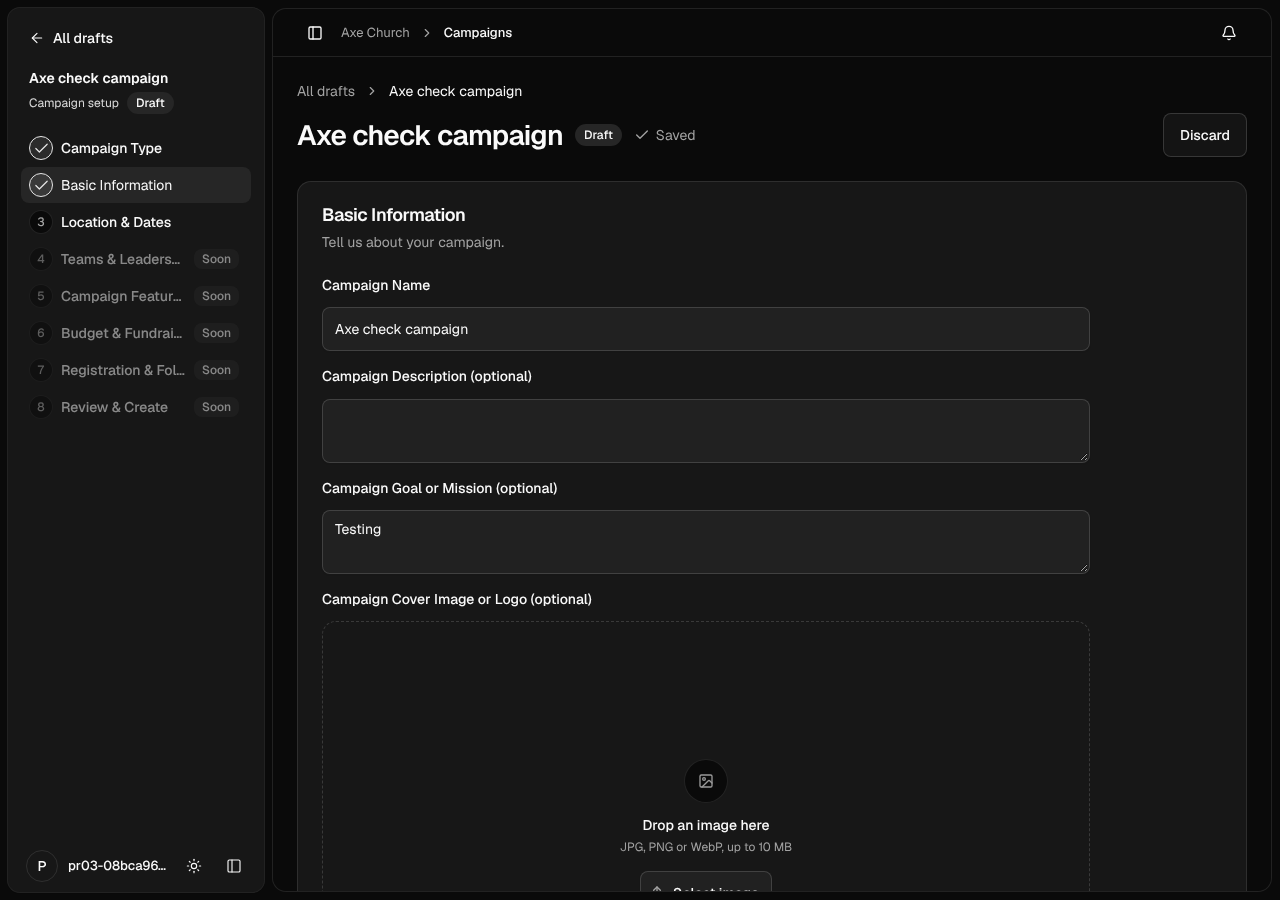 All drafts
Axe check campaign
Campaign setup Draft
Campaign Type
Basic Information
3 Location & Dates
4 Teams & Leaders... Soon
5 Campaign Featur... Soon
6 Budget & Fundrai... Soon
7 Registration & Fol... Soon
8 Review & Create Soon
P pr03-08bca96...
Axe Church > Campaigns
All drafts > Axe check campaign
Axe check campaign Draft Saved Discard
Basic Information
Tell us about your campaign.
Campaign Name
Axe check campaign
Campaign Description (optional)
Campaign Goal or Mission (optional)
Testing
Campaign Cover Image or Logo (optional)
Drop an image here
JPG, PNG or WebP, up to 10 MB
Select image